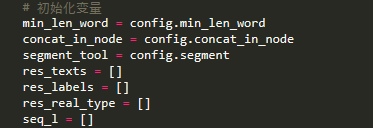 # 初始化变量
min_len_word = config.min_len_word
concat_in_node = config.concat_in_node
segment_tool = config.segment
res_texts = []
res_labels = []
res_real_type = []
seq_l = []